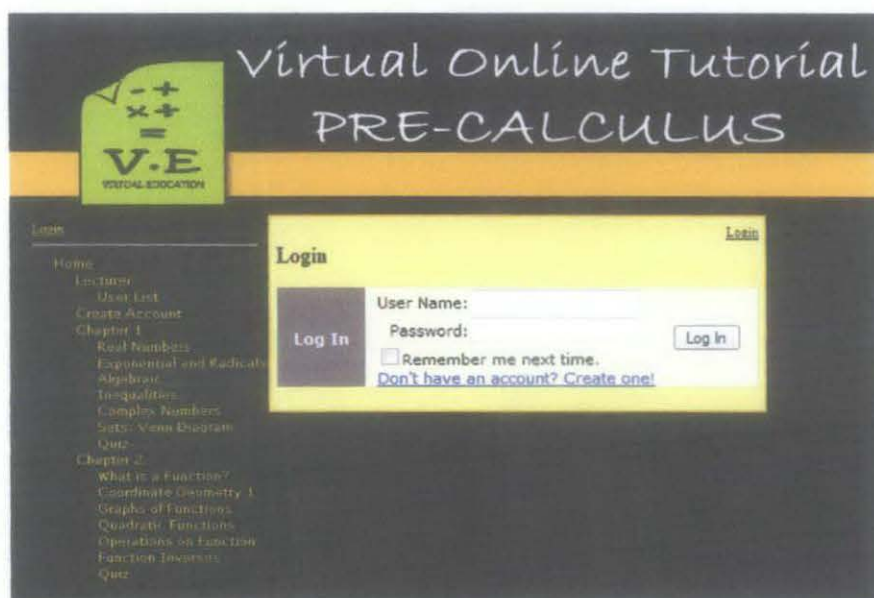 Virtual Online Tutorial
PRE-CALCULUS
√ - +
× +
=
V.E
VIRTUAL EDUCATION
Login
Home
Lecturer
User List
Create Account
Chapter 1
Real Numbers
Exponential and Radicals
Algebraic
Inequalities
Complex Numbers
Sets: Venn Diagram
Quiz
Chapter 2
What is a Function?
Coordinate Geometry 1
Graphs of Functions
Quadratic Functions
Operations on Function
Function Inverses
Quiz
Login
Login
Log In
User Name:
Password:
Remember me next time.
Log In
Don't have an account? Create one!